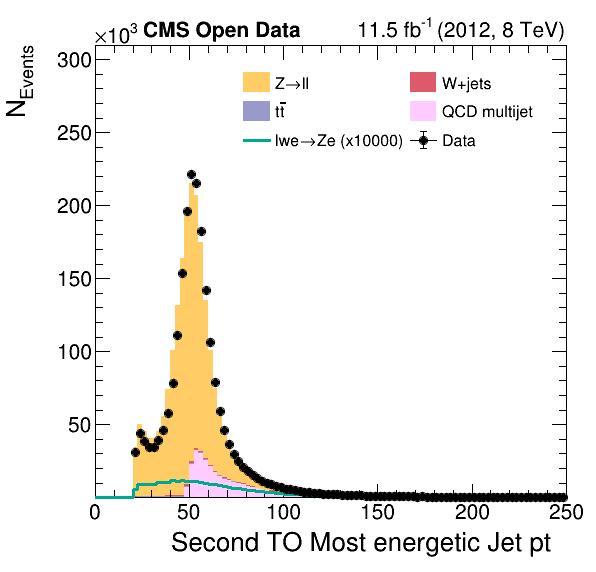 ×10³ CMS Open Data 11.5 fb⁻¹ (2012, 8 TeV)
N_Events
300
250
200
150
100
50
Z→ll
W+jets
tt̄
QCD multijet
lwe→Ze (x10000)
Data
0 50 100 150 200 250
Second TO Most energetic Jet pt